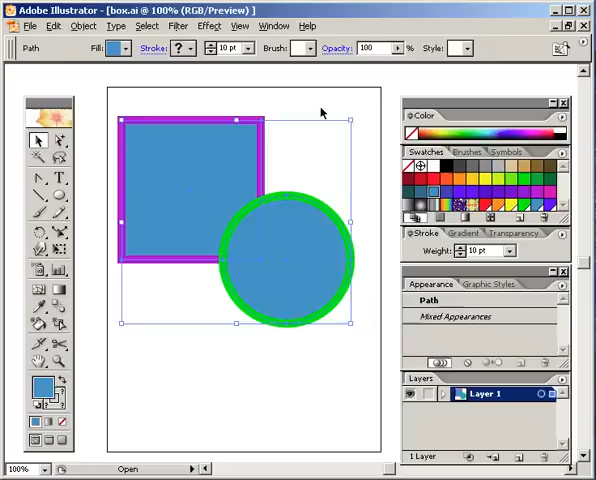 Adobe Illustrator - [box.ai @ 100% (RGB/Preview)]
File Edit Object Type Select Filter Effect View Window Help
Path Fill: Stroke: ? 10 pt Brush: Opacity: 100 % Style:
Color
Swatches Brushes Symbols
T
Stroke Gradient Transparency
Weight: 10 pt
Appearance Graphic Styles
Path
Mixed Appearances
Layers
Layer 1
1 Layer
100% Open